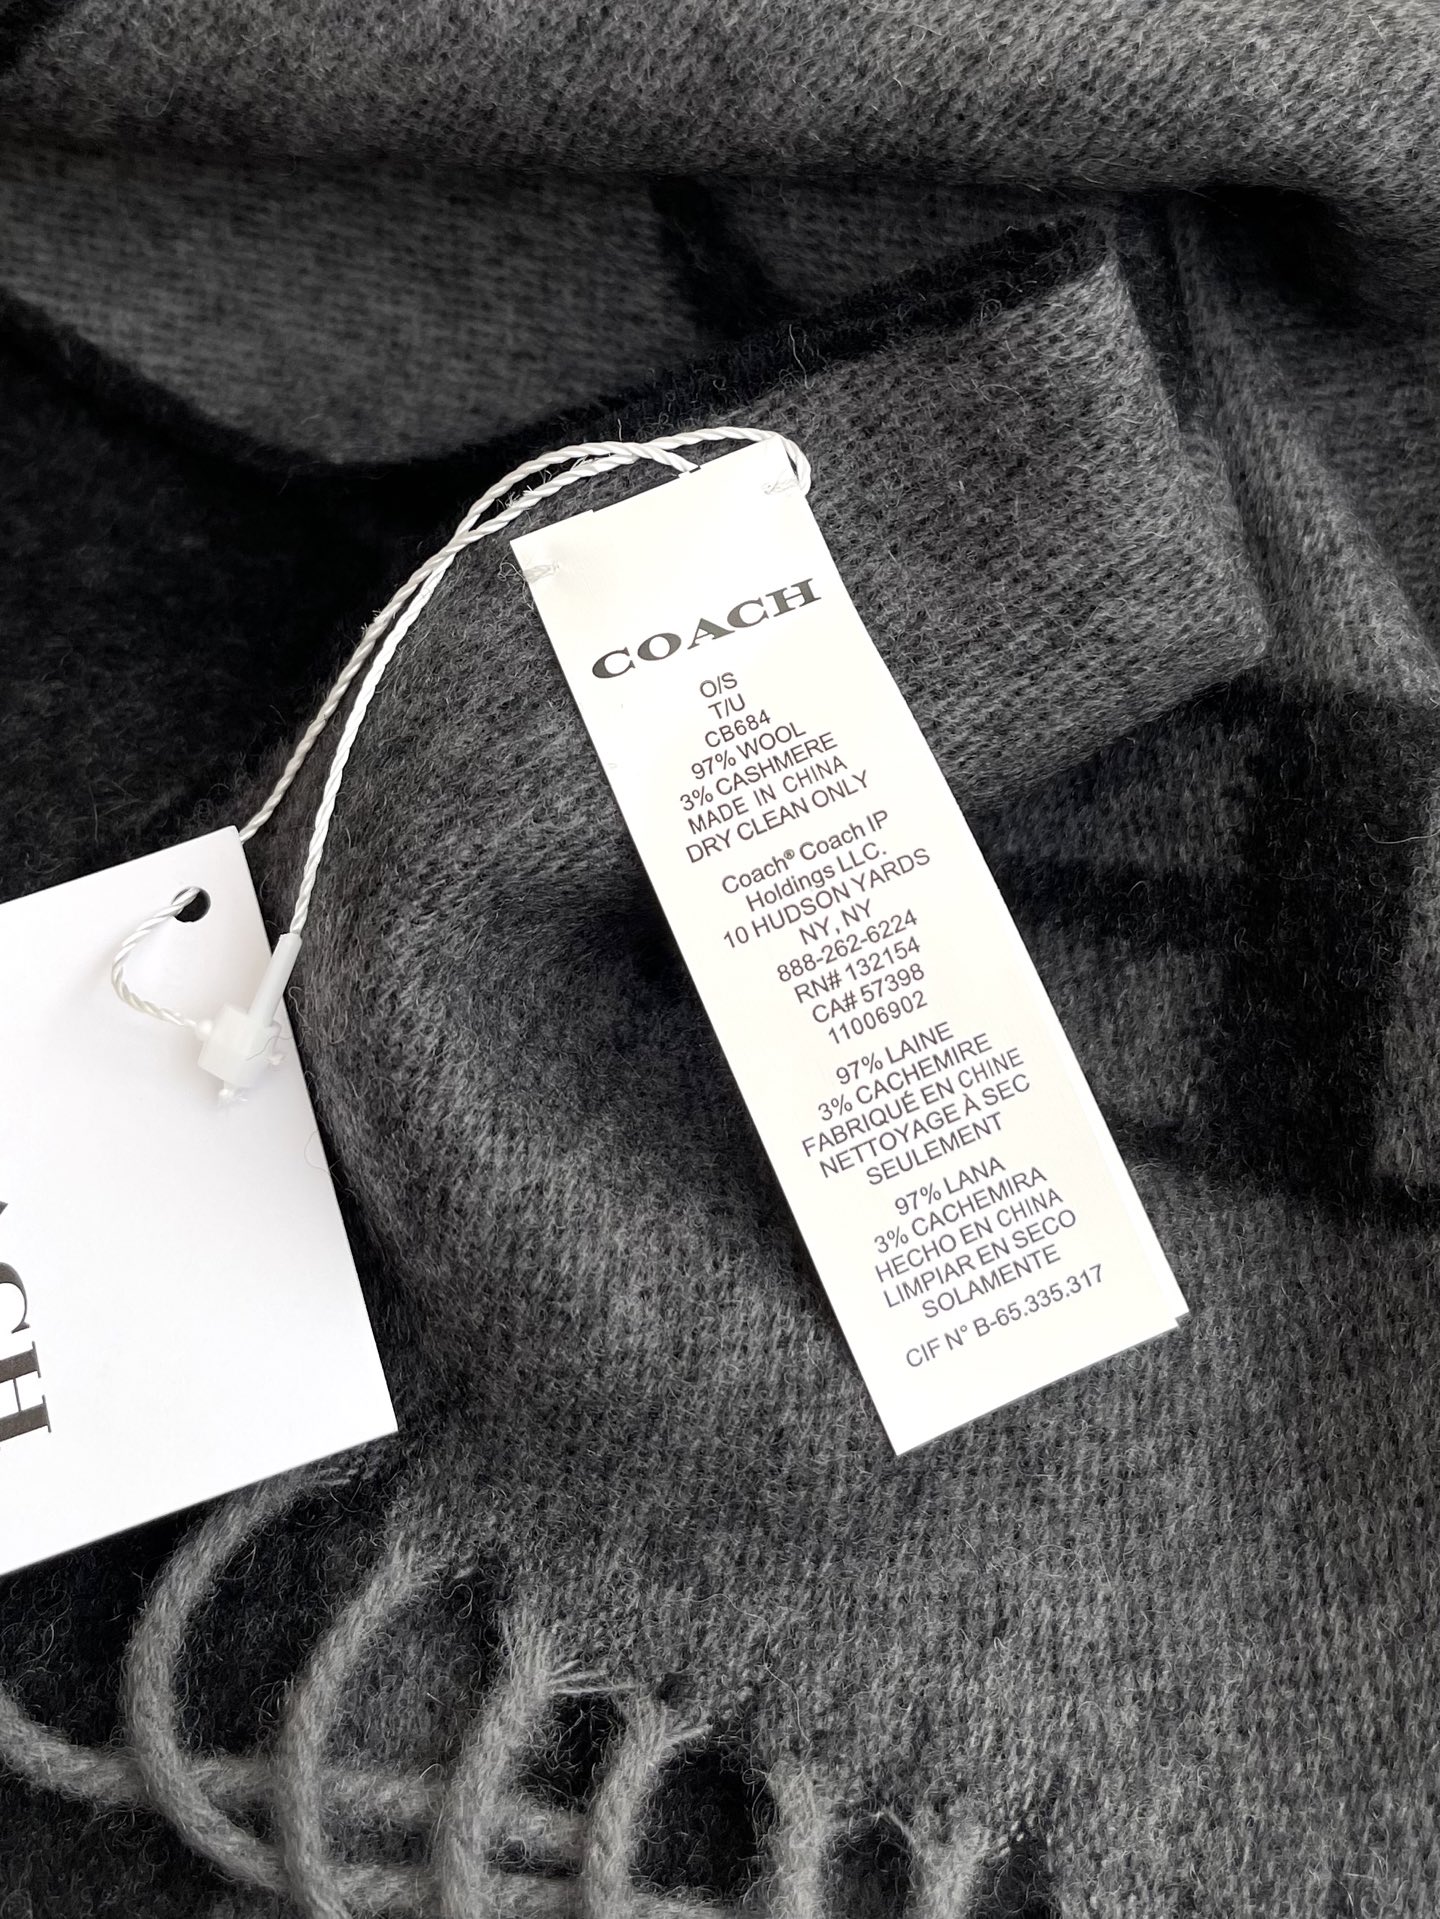 COACH
O/S
T/U
CB684
97% WOOL
3% CASHMERE
MADE IN CHINA
DRY CLEAN ONLY
Coach® Coach IP
Holdings LLC.
10 HUDSON YARDS
NY, NY
888-262-6224
RN# 132154
CA# 57398
11006902
97% LAINE
3% CACHEMIRE
FABRIQUÉ EN CHINE
NETTOYAGE À SEC
SEULEMENT
97% LANA
3% CACHEMIRA
HECHO EN CHINA
LIMPIAR EN SECO
SOLAMENTE
CIF N° B-65.335.317
CH